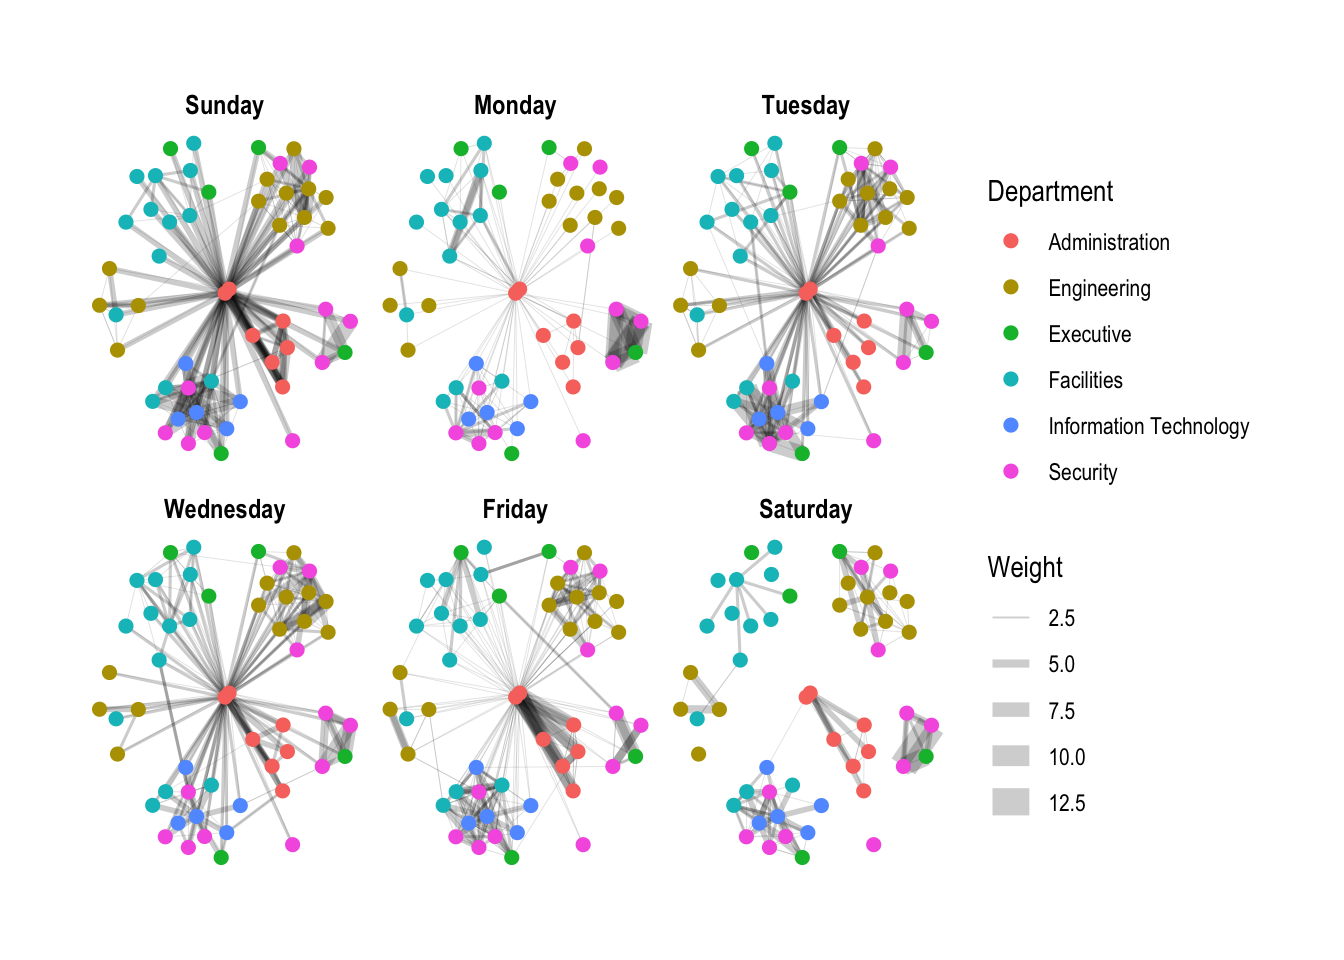 Sunday
Monday
Tuesday
Wednesday
Friday
Saturday
Department
Administration
Engineering
Executive
Facilities
Information Technology
Security
Weight
2.5
5.0
7.5
10.0
12.5